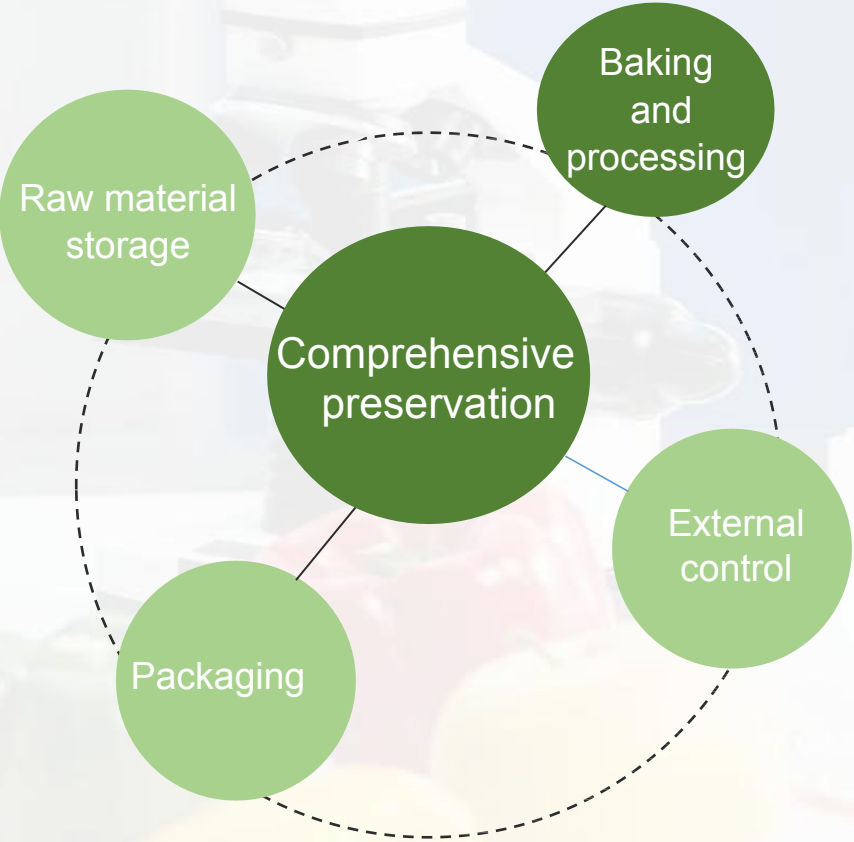 Baking
and
processing
Raw material
storage
Comprehensive
preservation
External
control
Packaging